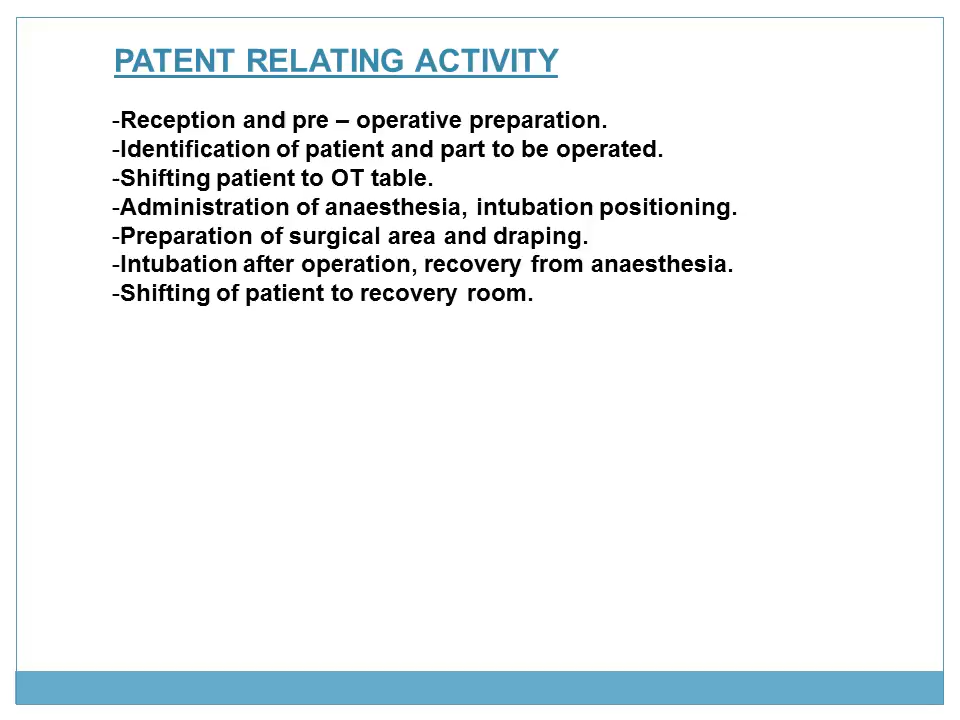 PATENT RELATING ACTIVITY
-Reception and pre – operative preparation.
-Identification of patient and part to be operated.
-Shifting patient to OT table.
-Administration of anaesthesia, intubation positioning.
-Preparation of surgical area and draping.
-Intubation after operation, recovery from anaesthesia.
-Shifting of patient to recovery room.